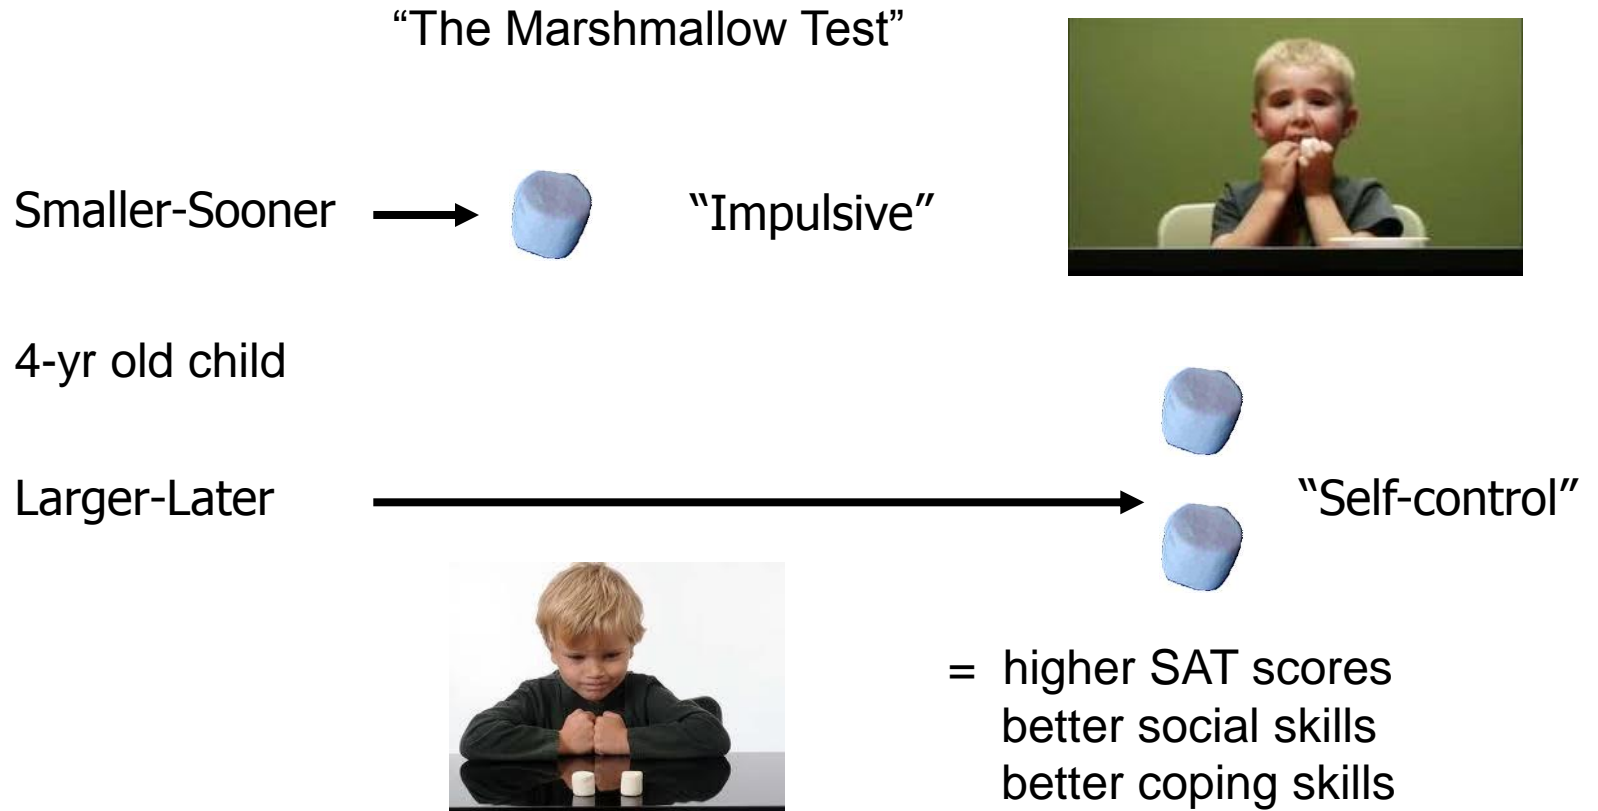 “The Marshmallow Test”
Smaller-Sooner
“Impulsive”
4-yr old child
Larger-Later
“Self-control”
= higher SAT scores
better social skills
better coping skills